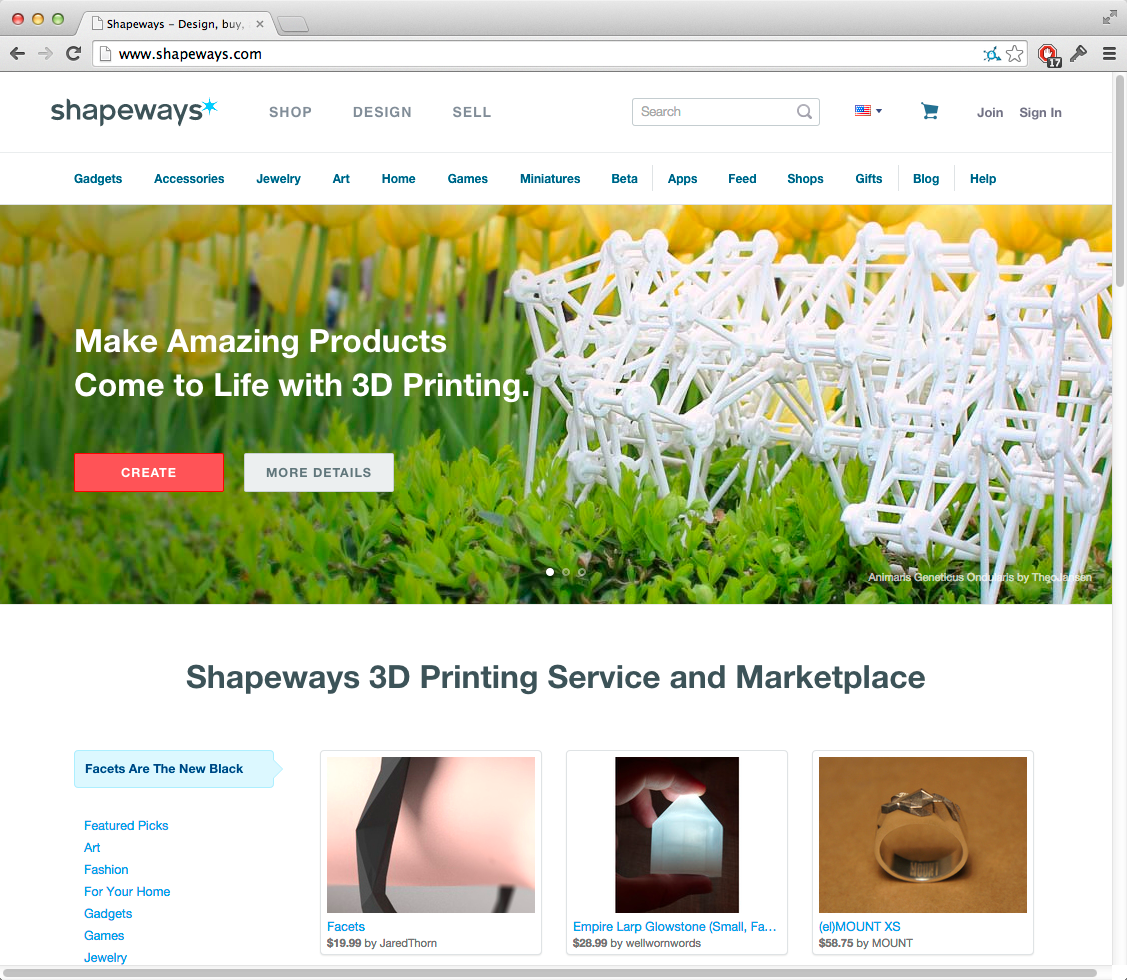 Shapeways – Design, buy,
www.shapeways.com
17
shapeways
SHOP DESIGN SELL
Search
Join Sign In
Gadgets Accessories Jewelry Art Home Games Miniatures Beta Apps Feed Shops Gifts Blog Help
Make Amazing Products
Come to Life with 3D Printing.
CREATE MORE DETAILS
Animaris Geneticus Ondularis by TheoJansen
Shapeways 3D Printing Service and Marketplace
Facets Are The New Black
Featured Picks
Art
Fashion
For Your Home
Gadgets
Games
Jewelry
Facets
$19.99 by JaredThorn
Empire Larp Glowstone (Small, Fa...
$28.99 by wellwornwords
MOUNT
(el)MOUNT XS
$58.75 by MOUNT